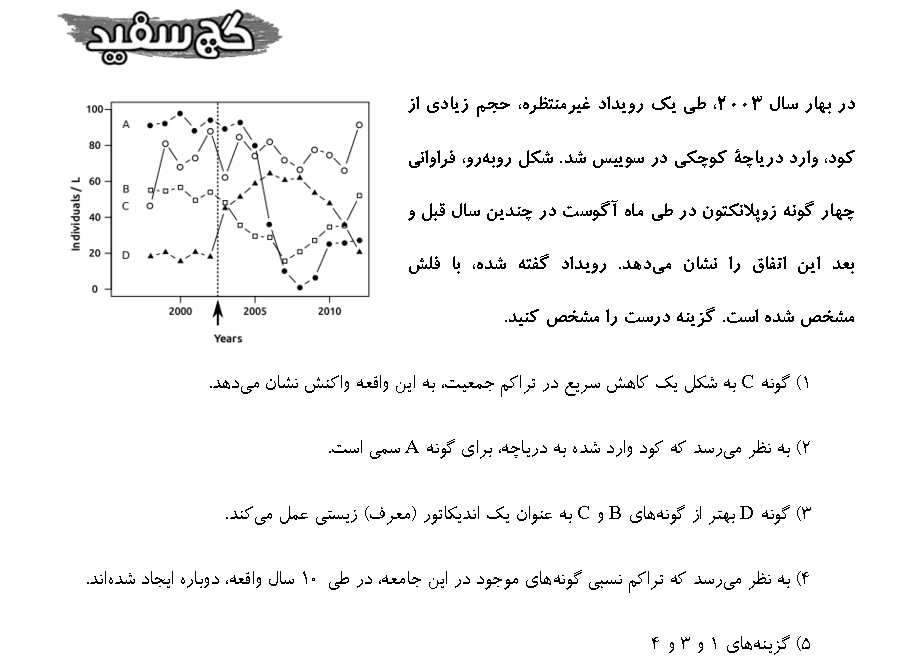 گچ سفید
در بهار سال ۲۰۰۳، طی یک رویداد غیرمنتظره، حجم زیادی از
کود، وارد دریاچهٔ کوچکی در سوییس شد. شکل روبه‌رو، فراوانی
چهار گونه زوپلانکتون در طی ماه آگوست در چندین سال قبل و
بعد این اتفاق را نشان می‌دهد. رویداد گفته شده، با فلش
مشخص شده است. گزینه درست را مشخص کنید.
Individuals / L
100
80
60
40
20
0
A
B
C
D
2000 2005 2010
Years
۱) گونه C به شکل یک کاهش سریع در تراکم جمعیت، به این واقعه واکنش نشان می‌دهد.
۲) به نظر می‌رسد که کود وارد شده به دریاچه، برای گونه A سمی است.
۳) گونه D بهتر از گونه‌های B و C به عنوان یک اندیکاتور (معرف) زیستی عمل می‌کند.
۴) به نظر می‌رسد که تراکم نسبی گونه‌های موجود در این جامعه، در طی ۱۰ سال واقعه، دوباره ایجاد شده‌اند.
۵) گزینه‌های ۱ و ۳ و ۴